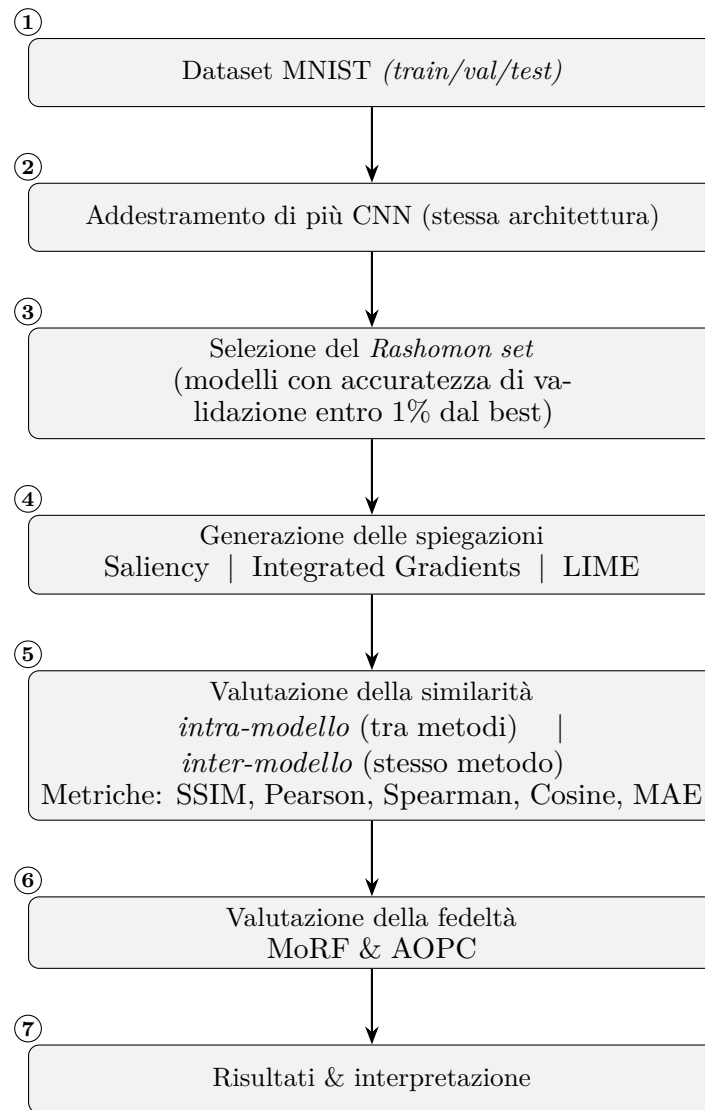 1
Dataset MNIST (train/val/test)
2
Addestramento di più CNN (stessa architettura)
3
Selezione del Rashomon set
(modelli con accuratezza di va-
lidazione entro 1% dal best)
4
Generazione delle spiegazioni
Saliency | Integrated Gradients | LIME
5
Valutazione della similarità
intra-modello (tra metodi) |
inter-modello (stesso metodo)
Metriche: SSIM, Pearson, Spearman, Cosine, MAE
6
Valutazione della fedeltà
MoRF & AOPC
7
Risultati & interpretazione